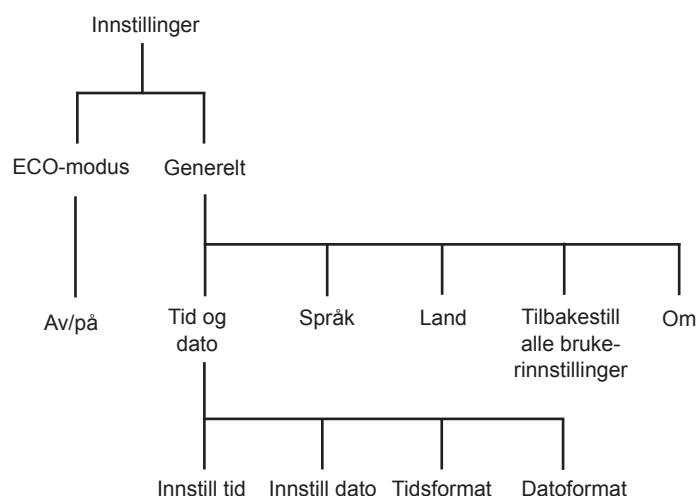 Innstillinger
ECO-modus
Generelt
Av/på
Tid og
dato
Språk
Land
Tilbakestill
alle bruke-
rinnstillinger
Om
Innstill tid
Innstill dato
Tidsformat
Datoformat